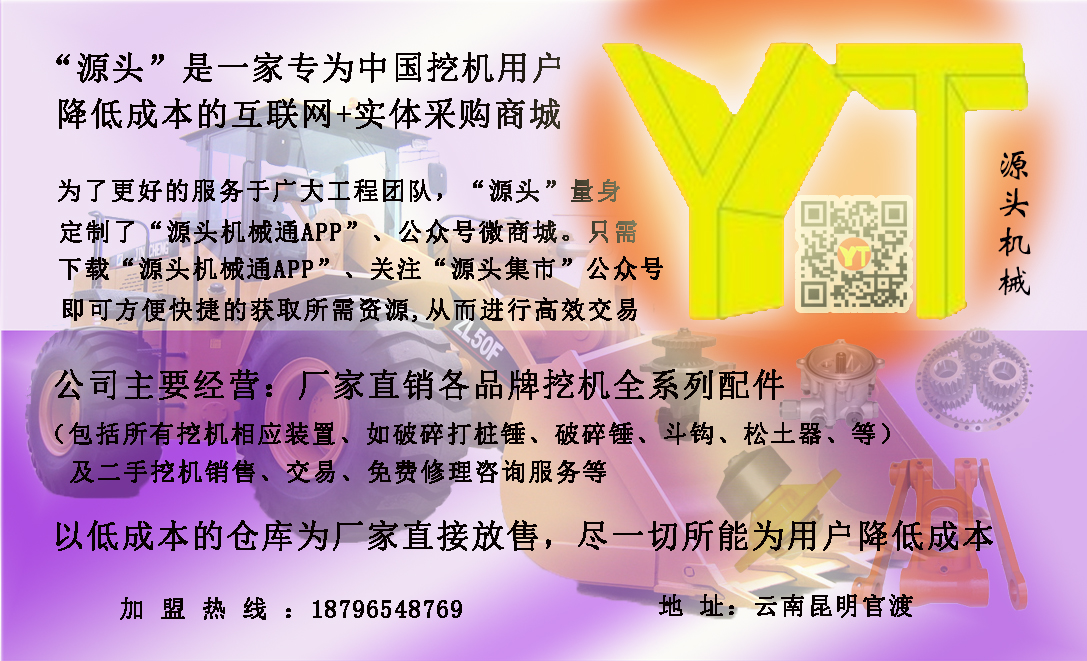 “源头”是一家专为中国挖机用户
降低成本的互联网+实体采购商城
YT
源头机械
为了更好的服务于广大工程团队，“源头”量身
定制了“源头机械通APP”、公众号微商城。只需
下载“源头机械通APP”、关注“源头集市”公众号
即可方便快捷的获取所需资源,从而进行高效交易
YT
ZL50F
公司主要经营：厂家直销各品牌挖机全系列配件
（包括所有挖机相应装置、如破碎打桩锤、破碎锤、斗钩、松土器、等）
及二手挖机销售、交易、免费修理咨询服务等
以低成本的仓库为厂家直接放售，尽一切所能为用户降低成本
加 盟 热 线 ：18796548769
地 址：云南昆明官渡